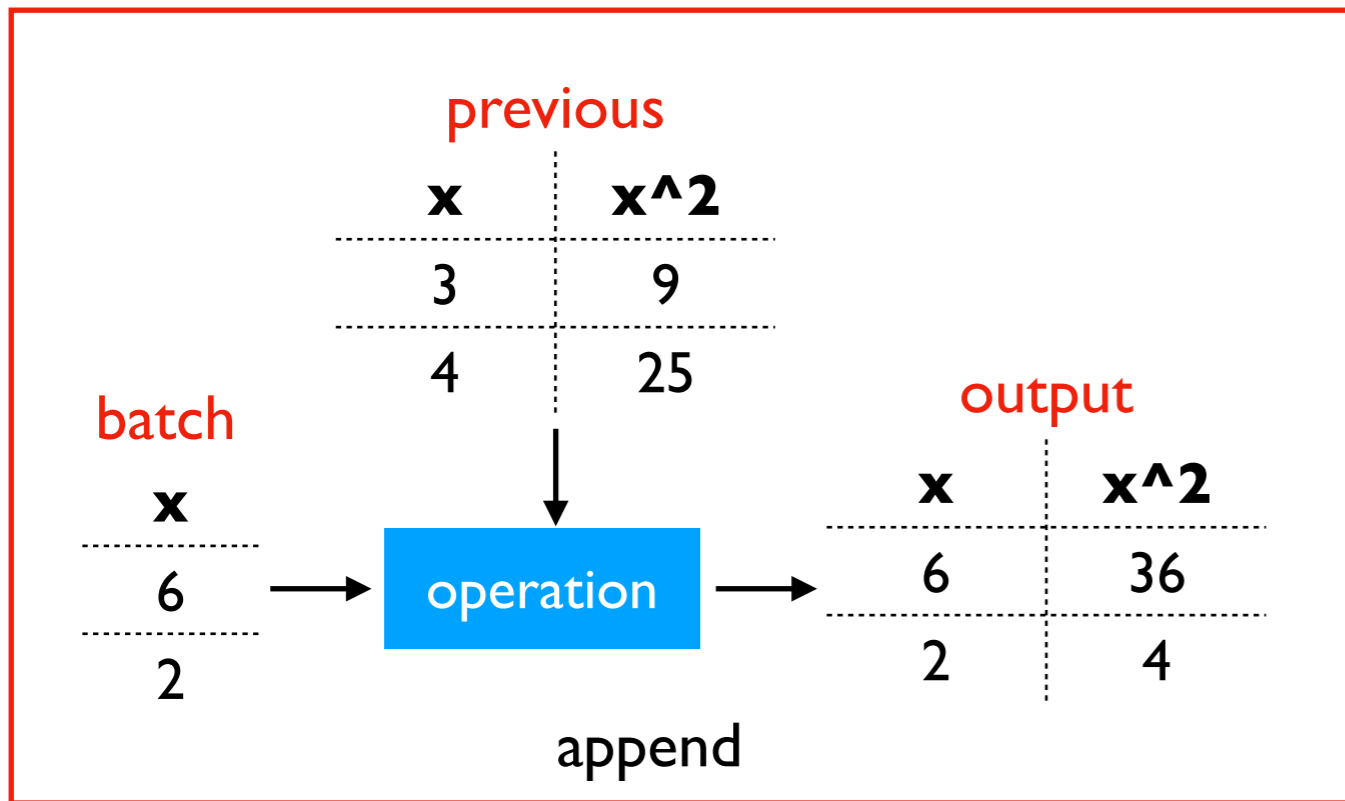 previous
x x^2
3 9
4 25
batch
x
6
2
operation
output
x x^2
6 36
2 4
append